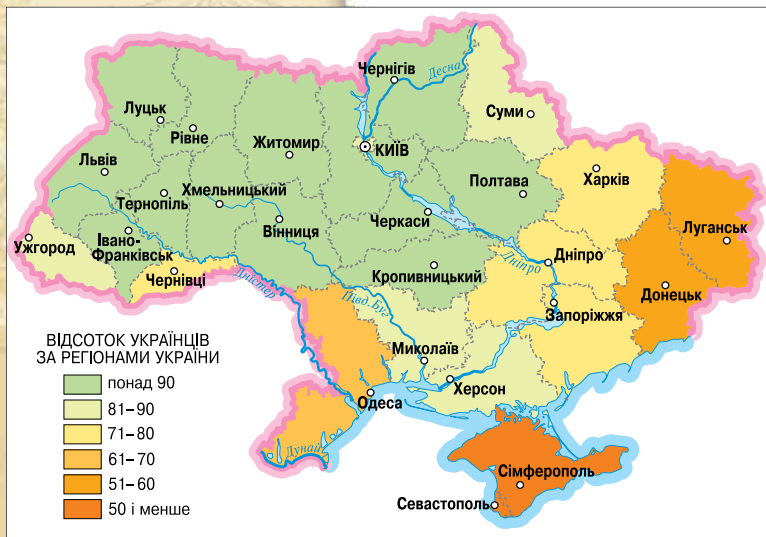 Чернігів
Десна
Луцьк
Рівне
Житомир
КИЇВ
Суми
Львів
Тернопіль
Хмельницький
Вінниця
Черкаси
Полтава
Харків
Луганськ
Ужгород
Івано-
Франківськ
Чернівці
Дністер
Півд. Буг
Кропивницький
Дніпро
Дніпро
Запоріжжя
Донецьк
ВІДСОТОК УКРАЇНЦІВ
ЗА РЕГІОНАМИ УКРАЇНИ
понад 90
81–90
71–80
61–70
51–60
50 і менше
Миколаїв
Херсон
Одеса
Дунай
Сімферополь
Севастополь